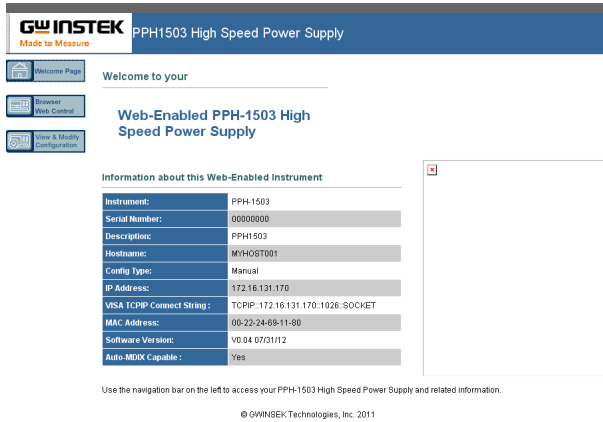 GWINSTEK
Made to Measure
PPH1503 High Speed Power Supply
Welcome Page
Browser
Web Control
View & Modify
Configuration
Welcome to your
Web-Enabled PPH-1503 High
Speed Power Supply
Information about this Web-Enabled Instrument
Instrument: PPH-1503
Serial Number: 00000000
Description: PPH1503
Hostname: MYHOST001
Config Type: Manual
IP Address: 172.16.131.170
VISA TCPIP Connect String : TCPIP::172.16.131.170::1026::SOCKET
MAC Address: 00-22-24-69-11-80
Software Version: V0.04 07/31/12
Auto-MDIX Capable : Yes
Use the navigation bar on the left to access your PPH-1503 High Speed Power Supply and related information.
© GWINSEK Technologies, Inc. 2011